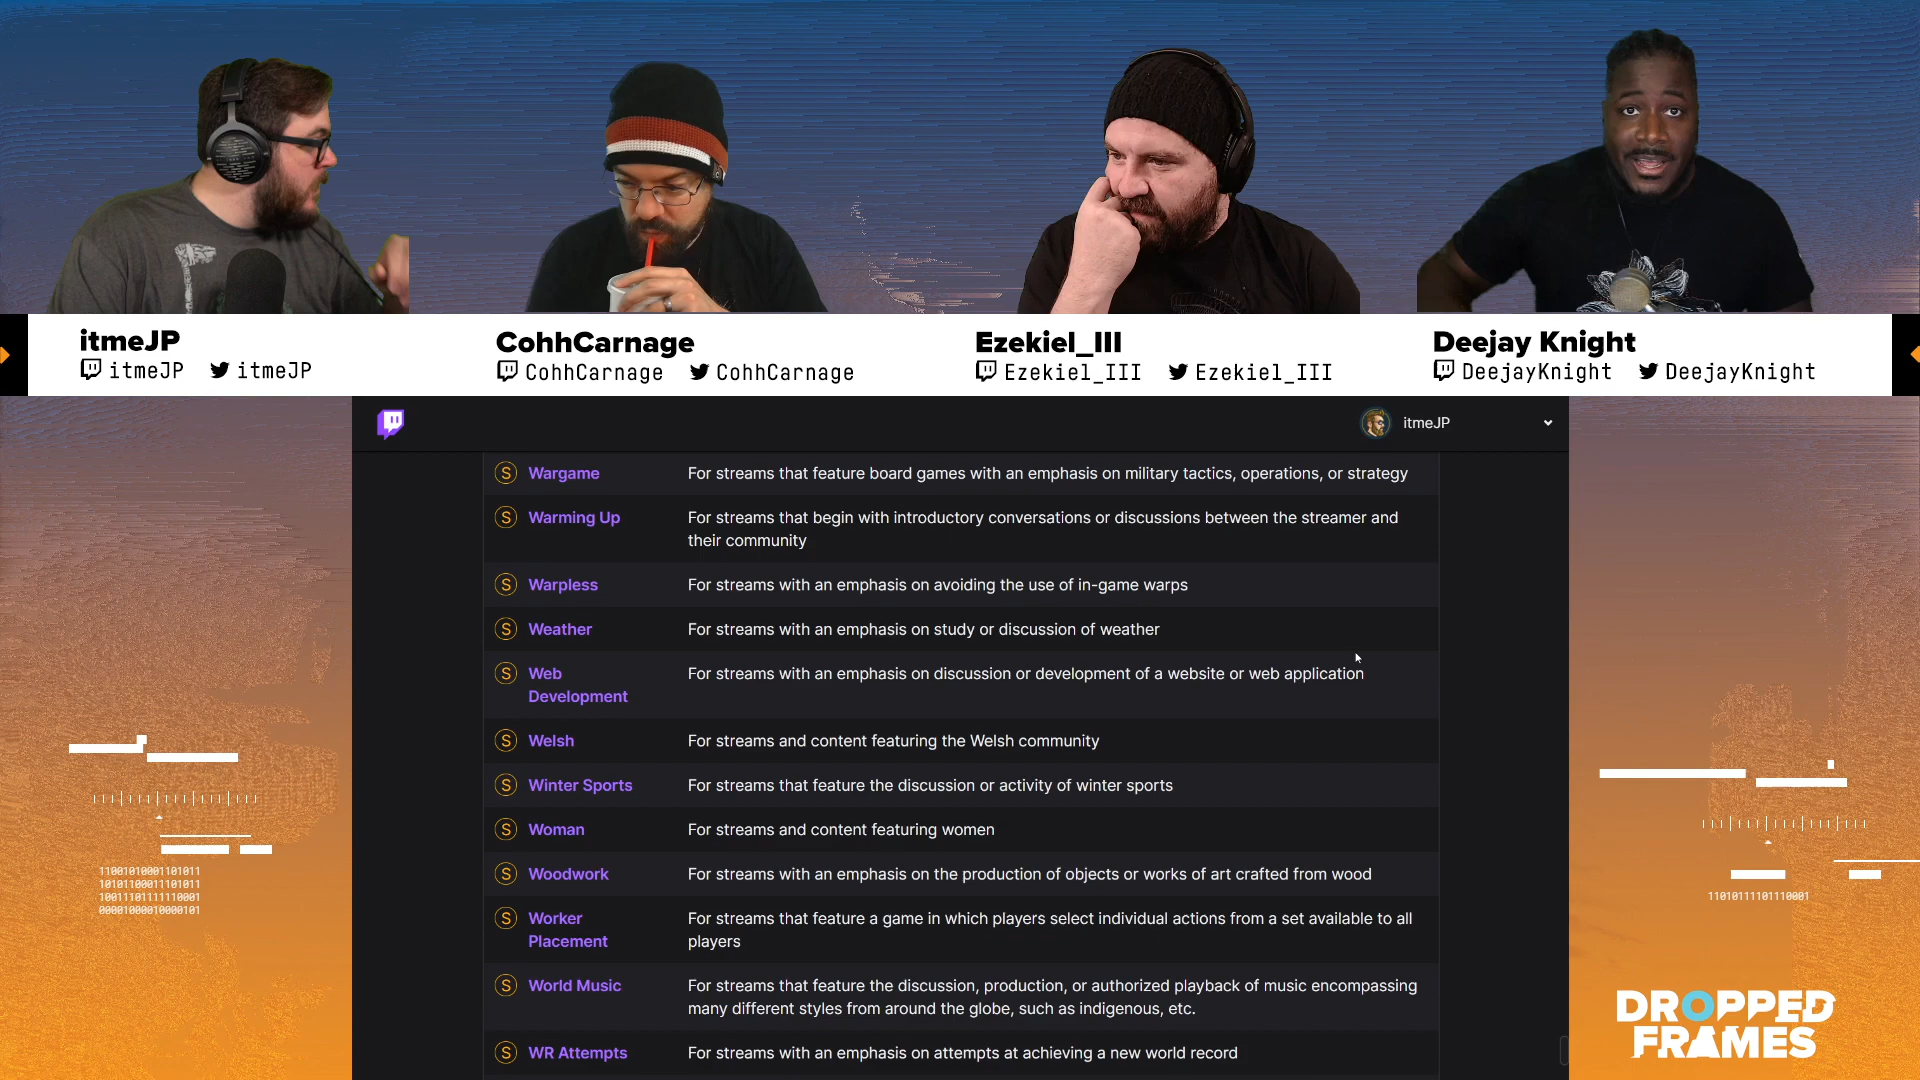 itmeJP
itmeJP itmeJP
CohhCarnage
CohhCarnage CohhCarnage
Ezekiel_III
Ezekiel_III Ezekiel_III
Deejay Knight
DeejayKnight DeejayKnight
itmeJP
S Wargame For streams that feature board games with an emphasis on military tactics, operations, or strategy
S Warming Up For streams that begin with introductory conversations or discussions between the streamer and
their community
S Warpless For streams with an emphasis on avoiding the use of in-game warps
S Weather For streams with an emphasis on study or discussion of weather
S Web For streams with an emphasis on discussion or development of a website or web application
Development
S Welsh For streams and content featuring the Welsh community
S Winter Sports For streams that feature the discussion or activity of winter sports
S Woman For streams and content featuring women
S Woodwork For streams with an emphasis on the production of objects or works of art crafted from wood
S Worker For streams that feature a game in which players select individual actions from a set available to all
Placement players
S World Music For streams that feature the discussion, production, or authorized playback of music encompassing
many different styles from around the globe, such as indigenous, etc.
S WR Attempts For streams with an emphasis on attempts at achieving a new world record
11001010001101011
10101100011101011
10011101111110001
00001000010000101
11010111101110001
DROPPED
FRAMES